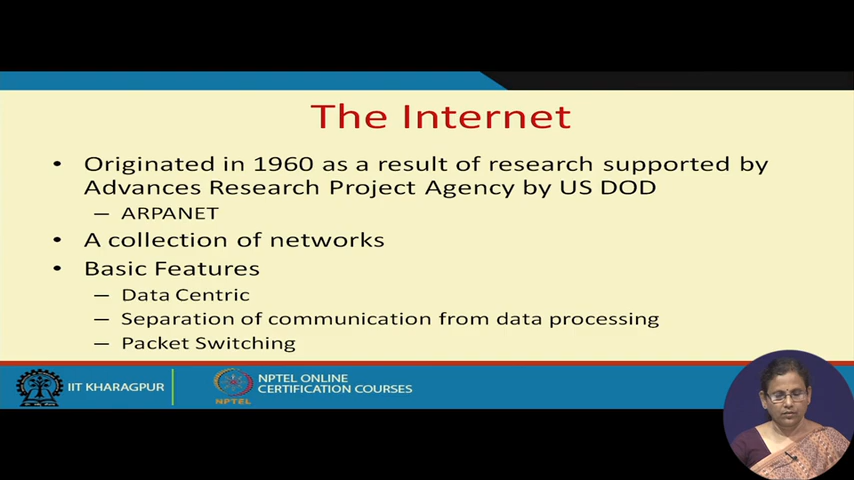 The Internet
• Originated in 1960 as a result of research supported by
Advances Research Project Agency by US DOD
– ARPANET
• A collection of networks
• Basic Features
– Data Centric
– Separation of communication from data processing
– Packet Switching
IIT KHARAGPUR
NPTEL
NPTEL ONLINE
CERTIFICATION COURSES